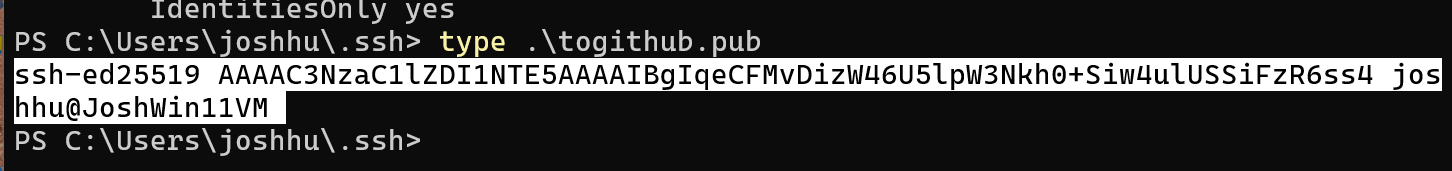 IdentitiesOnly yes
PS C:\Users\joshhu\.ssh> type .\togithub.pub
ssh-ed25519 AAAAC3NzaC1lZDI1NTE5AAAAIBgIqeCFMvDizW46U5lpW3Nkh0+Siw4ulUSSiFzR6ss4 jos
hhu@JoshWin11VM
PS C:\Users\joshhu\.ssh>